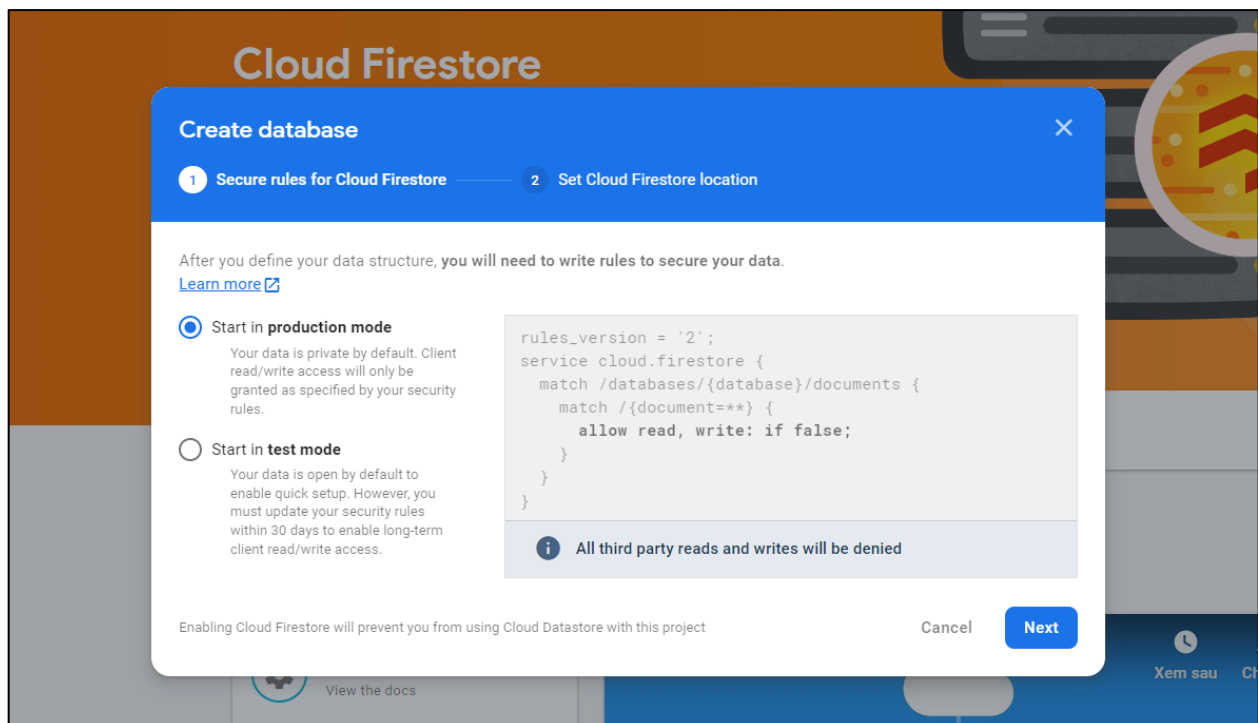 Cloud Firestore
Create database
1 Secure rules for Cloud Firestore 2 Set Cloud Firestore location
After you define your data structure, you will need to write rules to secure your data.
Learn more
Start in production mode
Your data is private by default. Client
read/write access will only be
granted as specified by your security
rules.
Start in test mode
Your data is open by default to
enable quick setup. However, you
must update your security rules
within 30 days to enable long-term
client read/write access.
rules_version = '2';
service cloud.firestore {
match /databases/{database}/documents {
match /{document=**} {
allow read, write: if false;
}
}
}
All third party reads and writes will be denied
Enabling Cloud Firestore will prevent you from using Cloud Datastore with this project
Cancel
Next
View the docs
Xem sau